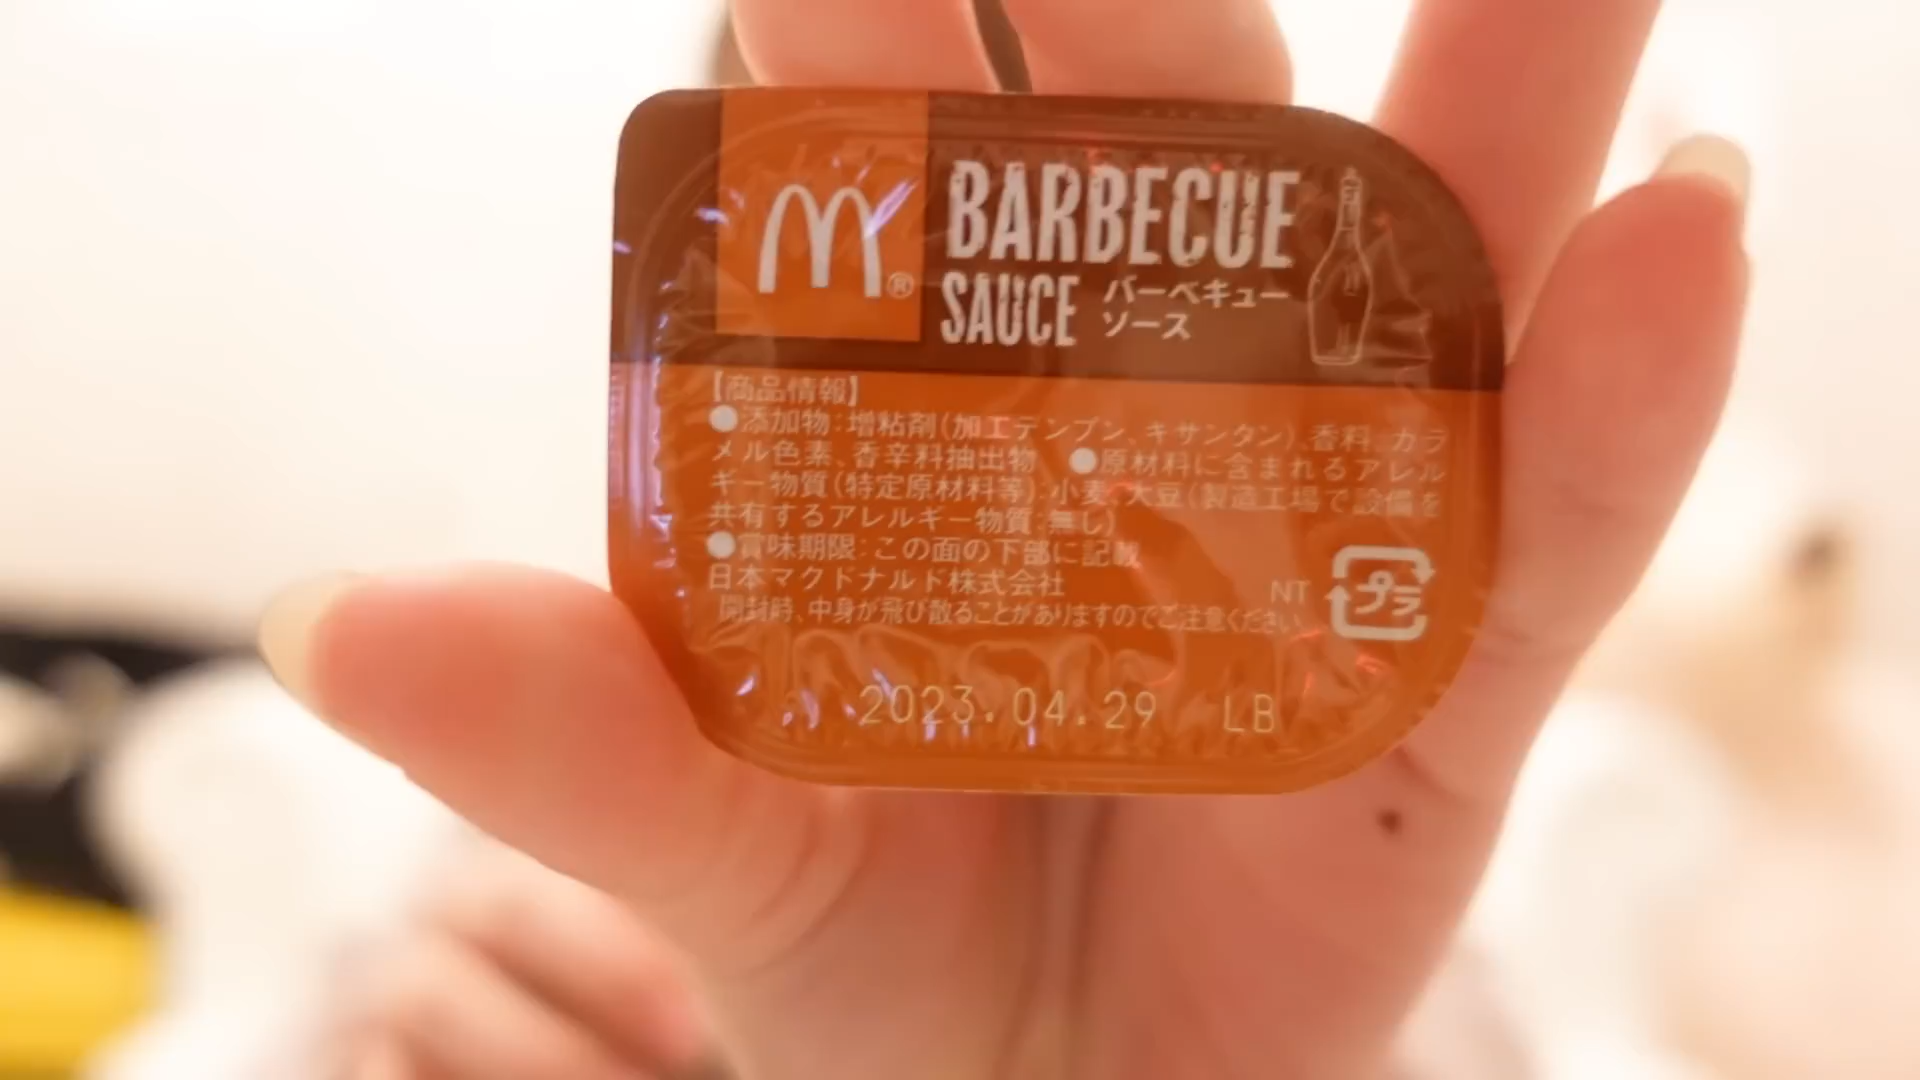 M®
BARBECUE
SAUCE
バーベキュー
ソース
【商品情報】
●添加物:増粘剤(加工デンプン、キサンタン)、香料、カラ
メル色素、香辛料抽出物 ●原材料に含まれるアレル
ギー物質(特定原材料等):小麦、大豆(製造工場で設備を
共有するアレルギー物質:無し)
●賞味期限:この面の下部に記載
日本マクドナルド株式会社
NT
プラ
開封時、中身が飛び散ることがありますのでご注意ください
2023.04.29 LB